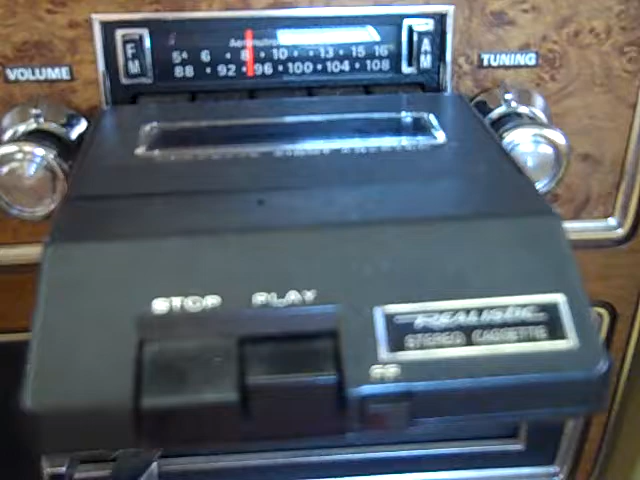 FM
AM
5⁴ 6 8 10 13 15 16
88 92 96 100 104 108
VOLUME
TUNING
STOP PLAY
REALISTIC
STEREO CASSETTE
FF